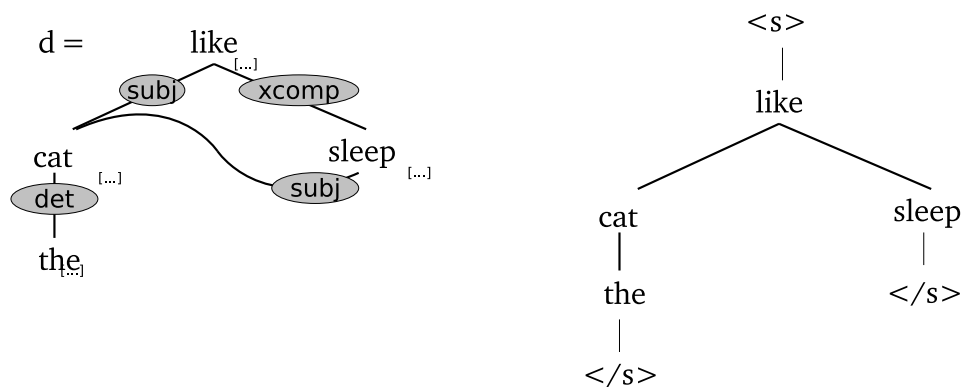 d = like
[...]
subj xcomp
cat sleep
[...] [...]
det subj
the
[...]
<s>
like
cat sleep
the </s>
</s>